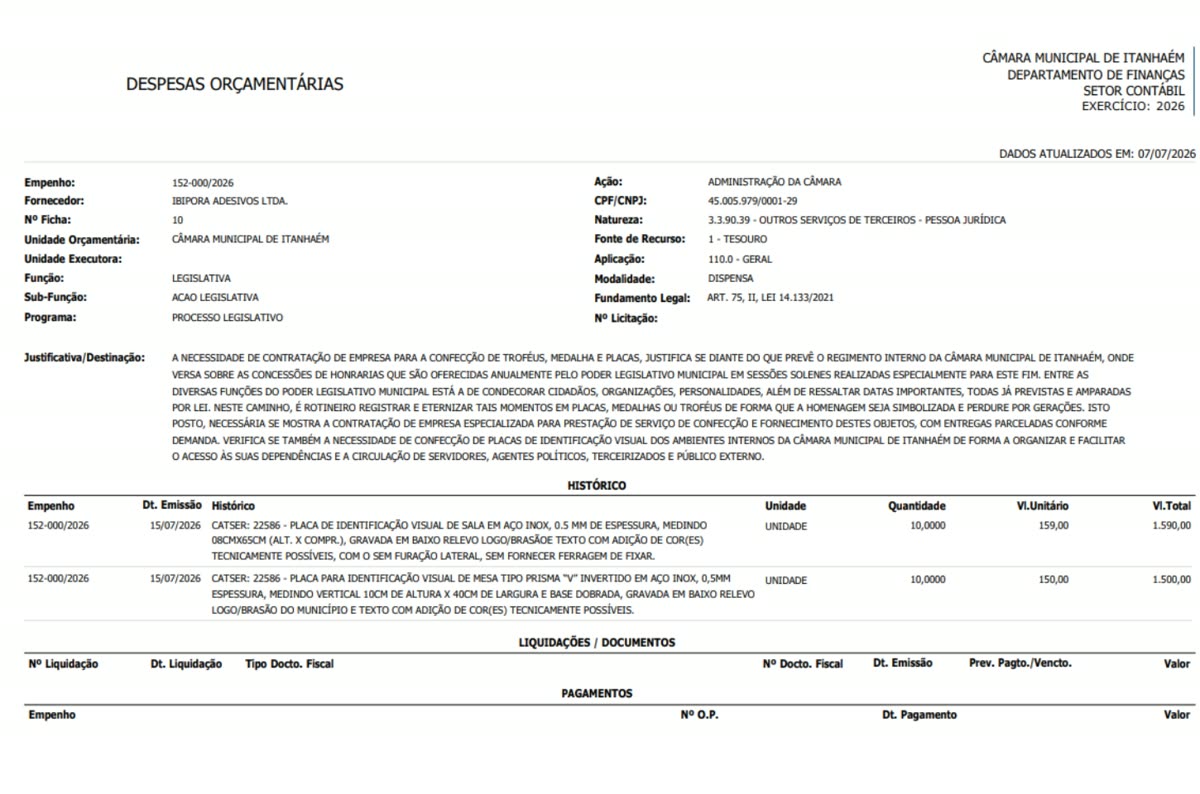 DESPESAS ORÇAMENTÁRIAS
CÂMARA MUNICIPAL DE ITANHAÉM
DEPARTAMENTO DE FINANÇAS
SETOR CONTÁBIL
EXERCÍCIO: 2026
DADOS ATUALIZADOS EM: 07/07/2026
Empenho: 152-000/2026 Ação: ADMINISTRAÇÃO DA CÂMARA
Fornecedor: IBIPORA ADESIVOS LTDA. CPF/CNPJ: 45.005.979/0001-29
Nº Ficha: 10 Natureza: 3.3.90.39 - OUTROS SERVIÇOS DE TERCEIROS - PESSOA JURÍDICA
Unidade Orçamentária: CÂMARA MUNICIPAL DE ITANHAÉM Fonte de Recurso: 1 - TESOURO
Unidade Executora: Aplicação: 110.0 - GERAL
Função: LEGISLATIVA Modalidade: DISPENSA
Sub-Função: ACAO LEGISLATIVA Fundamento Legal: ART. 75, II, LEI 14.133/2021
Programa: PROCESSO LEGISLATIVO Nº Licitação:
Justificativa/Destinação: A NECESSIDADE DE CONTRATAÇÃO DE EMPRESA PARA A CONFECÇÃO DE TROFÉUS, MEDALHA E PLACAS, JUSTIFICA SE DIANTE DO QUE PREVÊ O REGIMENTO INTERNO DA CÂMARA MUNICIPAL DE ITANHAÉM, ONDE
VERSA SOBRE AS CONCESSÕES DE HONRARIAS QUE SÃO OFERECIDAS ANUALMENTE PELO PODER LEGISLATIVO MUNICIPAL EM SESSÕES SOLENES REALIZADAS ESPECIALMENTE PARA ESTE FIM. ENTRE AS
DIVERSAS FUNÇÕES DO PODER LEGISLATIVO MUNICIPAL ESTÁ A DE CONDECORAR CIDADÃOS, ORGANIZAÇÕES, PERSONALIDADES, ALÉM DE RESSALTAR DATAS IMPORTANTES, TODAS JÁ PREVISTAS E AMPARADAS
POR LEI. NESTE CAMINHO, É ROTINEIRO REGISTRAR E ETERNIZAR TAIS MOMENTOS EM PLACAS, MEDALHAS OU TROFÉUS DE FORMA QUE A HOMENAGEM SEJA SIMBOLIZADA E PERDURE POR GERAÇÕES. ISTO
POSTO, NECESSÁRIA SE MOSTRA A CONTRATAÇÃO DE EMPRESA ESPECIALIZADA PARA PRESTAÇÃO DE SERVIÇO DE CONFECÇÃO E FORNECIMENTO DESTES OBJETOS, COM ENTREGAS PARCELADAS CONFORME
DEMANDA. VERIFICA SE TAMBÉM A NECESSIDADE DE CONFECÇÃO DE PLACAS DE IDENTIFICAÇÃO VISUAL DOS AMBIENTES INTERNOS DA CÂMARA MUNICIPAL DE ITANHAÉM DE FORMA A ORGANIZAR E FACILITAR
O ACESSO ÀS SUAS DEPENDÊNCIAS E A CIRCULAÇÃO DE SERVIDORES, AGENTES POLÍTICOS, TERCEIRIZADOS E PÚBLICO EXTERNO.
HISTÓRICO
Empenho Dt. Emissão Histórico Unidade Quantidade Vl.Unitário Vl.Total
152-000/2026 15/07/2026 CATSER: 22586 - PLACA DE IDENTIFICAÇÃO VISUAL DE SALA EM AÇO INOX, 0.5 MM DE ESPESSURA, MEDINDO UNIDADE 10,0000 159,00 1.590,00
08CMX65CM (ALT. X COMPR.), GRAVADA EM BAIXO RELEVO LOGO/BRASÃOE TEXTO COM ADIÇÃO DE COR(ES)
TECNICAMENTE POSSÍVEIS, COM O SEM FURAÇÃO LATERAL, SEM FORNECER FERRAGEM DE FIXAR.
152-000/2026 15/07/2026 CATSER: 22586 - PLACA PARA IDENTIFICAÇÃO VISUAL DE MESA TIPO PRISMA "V" INVERTIDO EM AÇO INOX, 0,5MM UNIDADE 10,0000 150,00 1.500,00
ESPESSURA, MEDINDO VERTICAL 10CM DE ALTURA X 40CM DE LARGURA E BASE DOBRADA, GRAVADA EM BAIXO RELEVO
LOGO/BRASÃO DO MUNICÍPIO E TEXTO COM ADIÇÃO DE COR(ES) TECNICAMENTE POSSÍVEIS.
LIQUIDAÇÕES / DOCUMENTOS
Nº Liquidação Dt. Liquidação Tipo Docto. Fiscal Nº Docto. Fiscal Dt. Emissão Prev. Pagto./Vencto. Valor
PAGAMENTOS
Empenho Nº O.P. Dt. Pagamento Valor